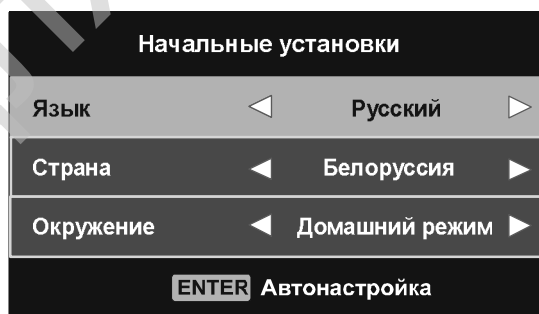 Начальные установки
Язык Русский
Страна Белоруссия
Окружение Домашний режим
ENTER Автонастройка